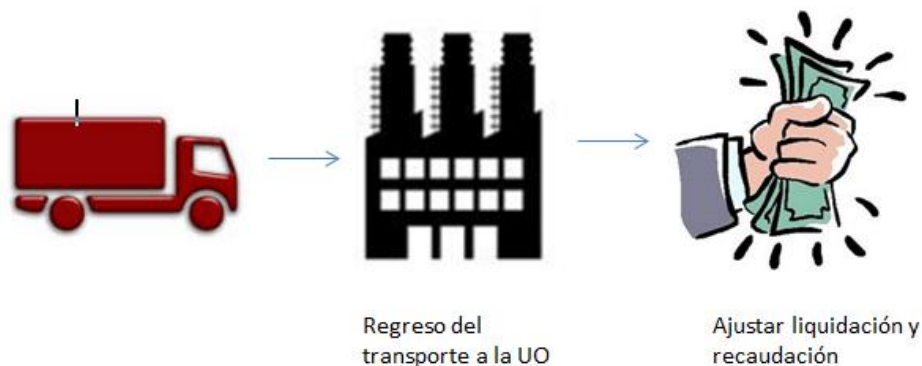 Regreso del
transporte a la UO
Ajustar liquidación y
recaudación